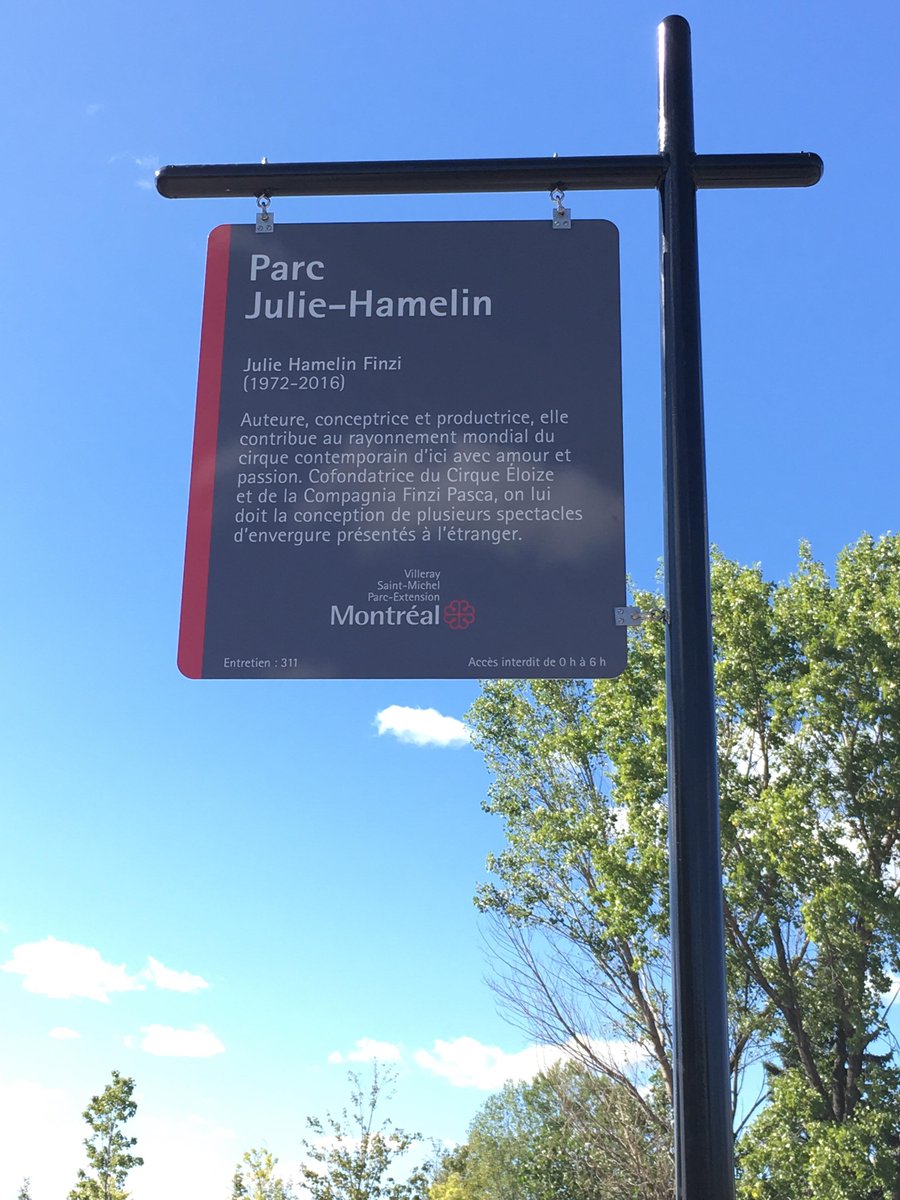 Parc
Julie-Hamelin
Julie Hamelin Finzi
(1972-2016)
Auteure, conceptrice et productrice, elle
contribue au rayonnement mondial du
cirque contemporain d'ici avec amour et
passion. Cofondatrice du Cirque Éloize
et de la Compagnia Finzi Pasca, on lui
doit la conception de plusieurs spectacles
d'envergure présentés à l'étranger.
Villeray
Saint-Michel
Parc-Extension
Montréal
Entretien : 311
Accès interdit de 0 h à 6 h